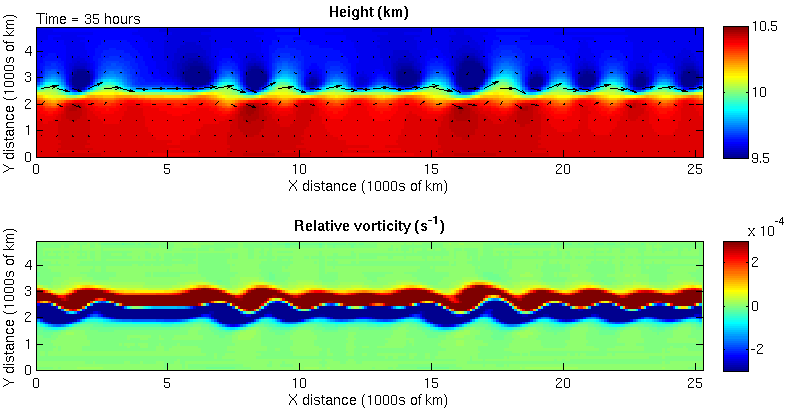 Height (km)
Time = 35 hours
Y distance (1000s of km)
4
3
2
1
0
0 5 10 15 20 25
X distance (1000s of km)
10.5
10
9.5
Relative vorticity (s⁻¹)
Y distance (1000s of km)
4
3
2
1
0
0 5 10 15 20 25
X distance (1000s of km)
x 10⁻⁴
2
0
-2